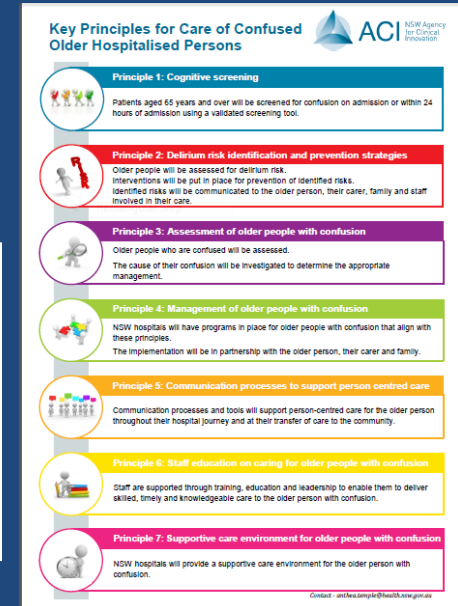 Key Principles for Care of Confused
Older Hospitalised Persons
ACI
NSW Agency
for Clinical
Innovation
Principle 1: Cognitive screening
Patients aged 65 years and over will be screened for confusion on admission or within 24
hours of admission using a validated screening tool.
Principle 2: Delirium risk identification and prevention strategies
Older people will be assessed for delirium risk.
Interventions will be put in place for prevention of identified risks.
Identified risks will be communicated to the older person, their carer, family and staff
involved in their care.
Principle 3: Assessment of older people with confusion
Older people who are confused will be assessed.
The cause of their confusion will be investigated to determine the appropriate
management.
Principle 4: Management of older people with confusion
NSW hospitals will have programs in place for older people with confusion that align with
these principles.
The implementation will be in partnership with the older person, their carer and family.
Principle 5: Communication processes to support person centred care
Communication processes and tools will support person-centred care for the older person
throughout their hospital journey and at their transfer of care to the community.
Principle 6: Staff education on caring for older people with confusion
Staff are supported through training, education and leadership to enable them to deliver
skilled, timely and knowledgeable care to the older person with confusion.
Principle 7: Supportive care environment for older people with confusion
NSW hospitals will provide a supportive care environment for the older person with
confusion.
Contact - anthea.temple@health.nsw.gov.au